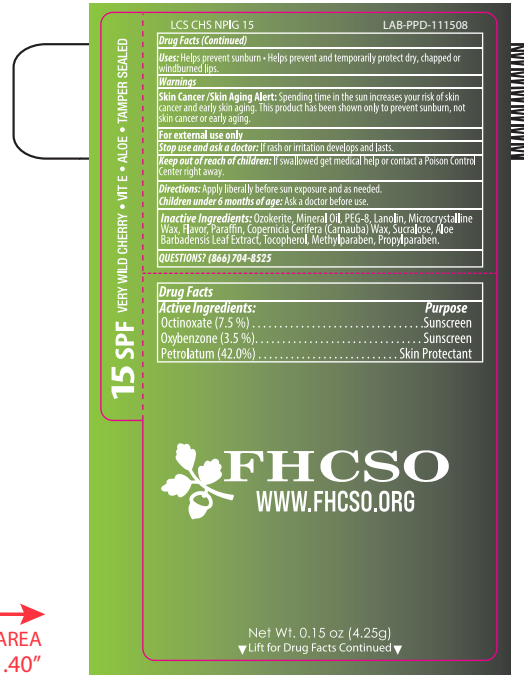 LCS CHS NPIG 15 LAB-PPD-111508
Drug Facts (Continued)
Uses: Helps prevent sunburn • Helps prevent and temporarily protect dry, chapped or
windburned lips.
Warnings
Skin Cancer /Skin Aging Alert: Spending time in the sun increases your risk of skin
cancer and early skin aging. This product has been shown only to prevent sunburn, not
skin cancer or early aging.
For external use only
Stop use and ask a doctor: If rash or irritation develops and lasts.
Keep out of reach of children: If swallowed get medical help or contact a Poison Control
Center right away.
Directions: Apply liberally before sun exposure and as needed.
Children under 6 months of age: Ask a doctor before use.
Inactive Ingredients: Ozokerite, Mineral Oil, PEG-8, Lanolin, Microcrystalline
Wax, Flavor, Paraffin, Copernicia Cerifera (Carnauba) Wax, Sucralose, Aloe
Barbadensis Leaf Extract, Tocopherol, Methylparaben, Propylparaben.
QUESTIONS? (866) 704-8525
15 SPF VERY WILD CHERRY • VIT E • ALOE • TAMPER SEALED
Drug Facts
Active Ingredients: Purpose
Octinoxate (7.5 %) ............................... Sunscreen
Oxybenzone (3.5 %) .............................. Sunscreen
Petrolatum (42.0%) ......................... Skin Protectant
FHCSO
WWW.FHCSO.ORG
Net Wt. 0.15 oz (4.25g)
▼Lift for Drug Facts Continued▼
AREA
.40"